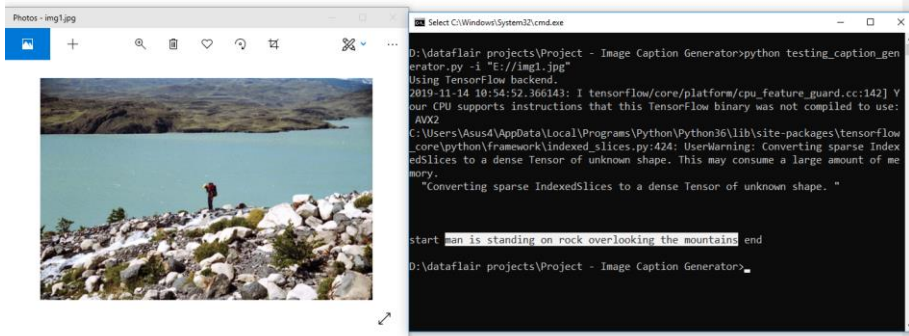 Photos - img1.jpg
Select C:\Windows\System32\cmd.exe
D:\dataflair projects\Project - Image Caption Generator>python testing_caption_gen
erator.py -i "E://img1.jpg"
Using TensorFlow backend.
2019-11-14 10:54:52.366143: I tensorflow/core/platform/cpu_feature_guard.cc:142] Y
our CPU supports instructions that this TensorFlow binary was not compiled to use:
AVX2
C:\Users\Asus4\AppData\Local\Programs\Python\Python36\lib\site-packages\tensorflow
_core\python\framework\indexed_slices.py:424: UserWarning: Converting sparse Index
edSlices to a dense Tensor of unknown shape. This may consume a large amount of me
mory.
"Converting sparse IndexedSlices to a dense Tensor of unknown shape. "
start man is standing on rock overlooking the mountains end
D:\dataflair projects\Project - Image Caption Generator>